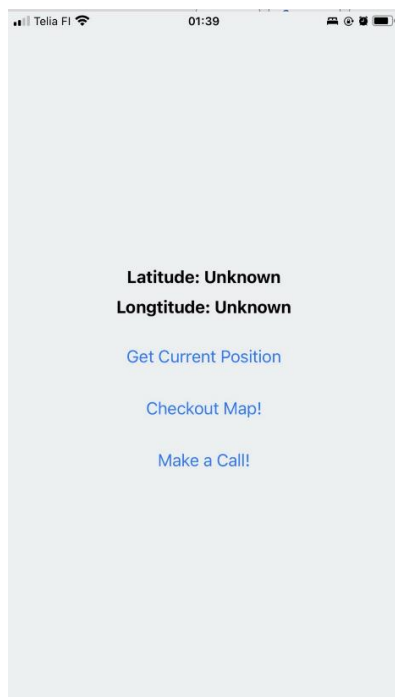 Telia FI 01:39
Latitude: Unknown
Longtitude: Unknown
Get Current Position
Checkout Map!
Make a Call!